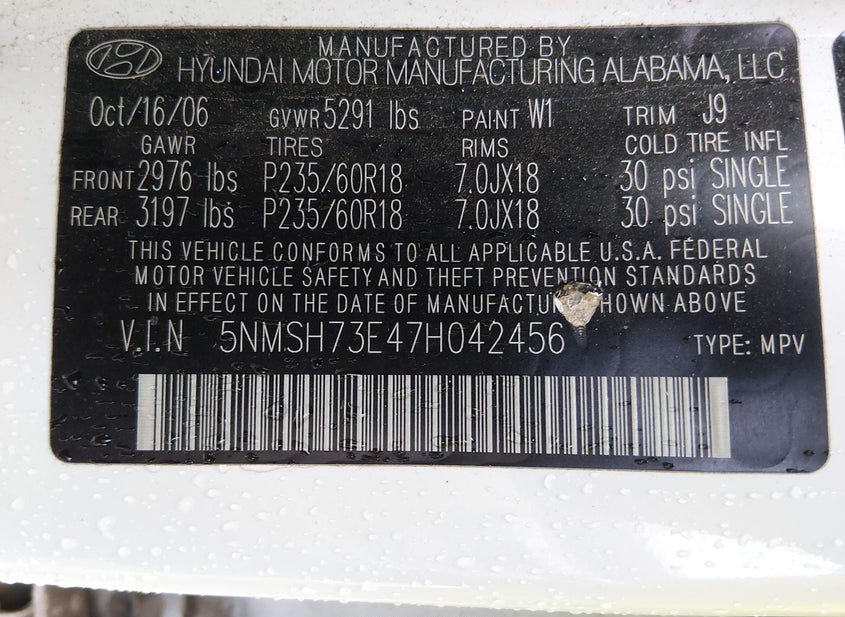 MANUFACTURED BY
HYUNDAI MOTOR MANUFACTURING ALABAMA, LLC
Oct/16/06 GVWR 5291 lbs PAINT W1 TRIM J9
GAWR TIRES RIMS COLD TIRE INFL
FRONT 2976 lbs P235/60R18 7.0JX18 30 psi SINGLE
REAR 3197 lbs P235/60R18 7.0JX18 30 psi SINGLE
THIS VEHICLE CONFORMS TO ALL APPLICABLE U.S.A. FEDERAL
MOTOR VEHICLE SAFETY AND THEFT PREVENTION STANDARDS
IN EFFECT ON THE DATE OF MANUFACTU SHOWN ABOVE
V.I.N 5NMSH73E47H042456 TYPE: MPV